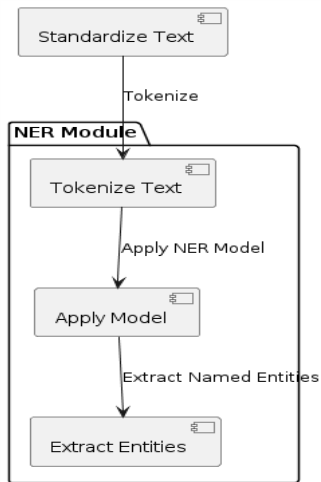 Standardize Text
Tokenize
NER Module
Tokenize Text
Apply NER Model
Apply Model
Extract Named Entities
Extract Entities